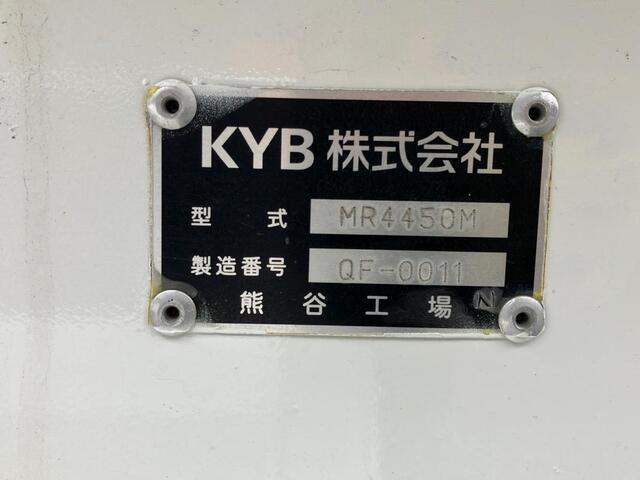 KYB 株式会社
型式 MR4450M
製造番号 QF-0011
熊谷工場 N